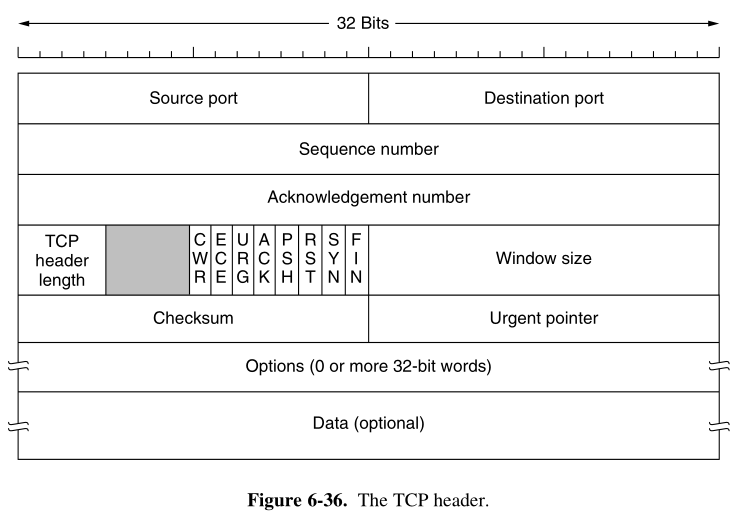 32 Bits
Source port
Destination port
Sequence number
Acknowledgement number
TCP
header
length
CWR
ECE
URG
ACK
PSH
RST
SYN
FIN
Window size
Checksum
Urgent pointer
Options (0 or more 32-bit words)
Data (optional)
Figure 6-36. The TCP header.